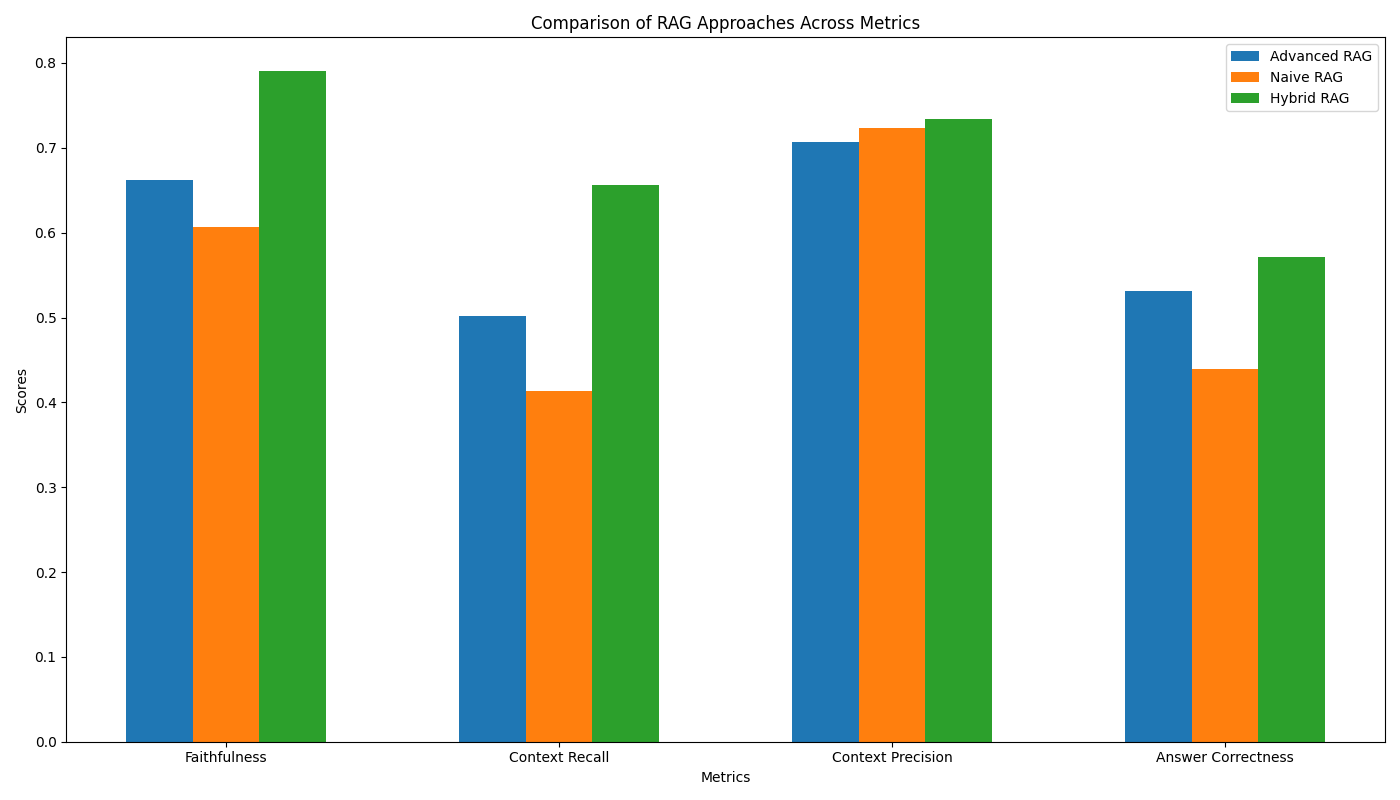 Comparison of RAG Approaches Across Metrics
Advanced RAG
Naive RAG
Hybrid RAG
Scores
0.8
0.7
0.6
0.5
0.4
0.3
0.2
0.1
0.0
Faithfulness
Context Recall
Context Precision
Answer Correctness
Metrics